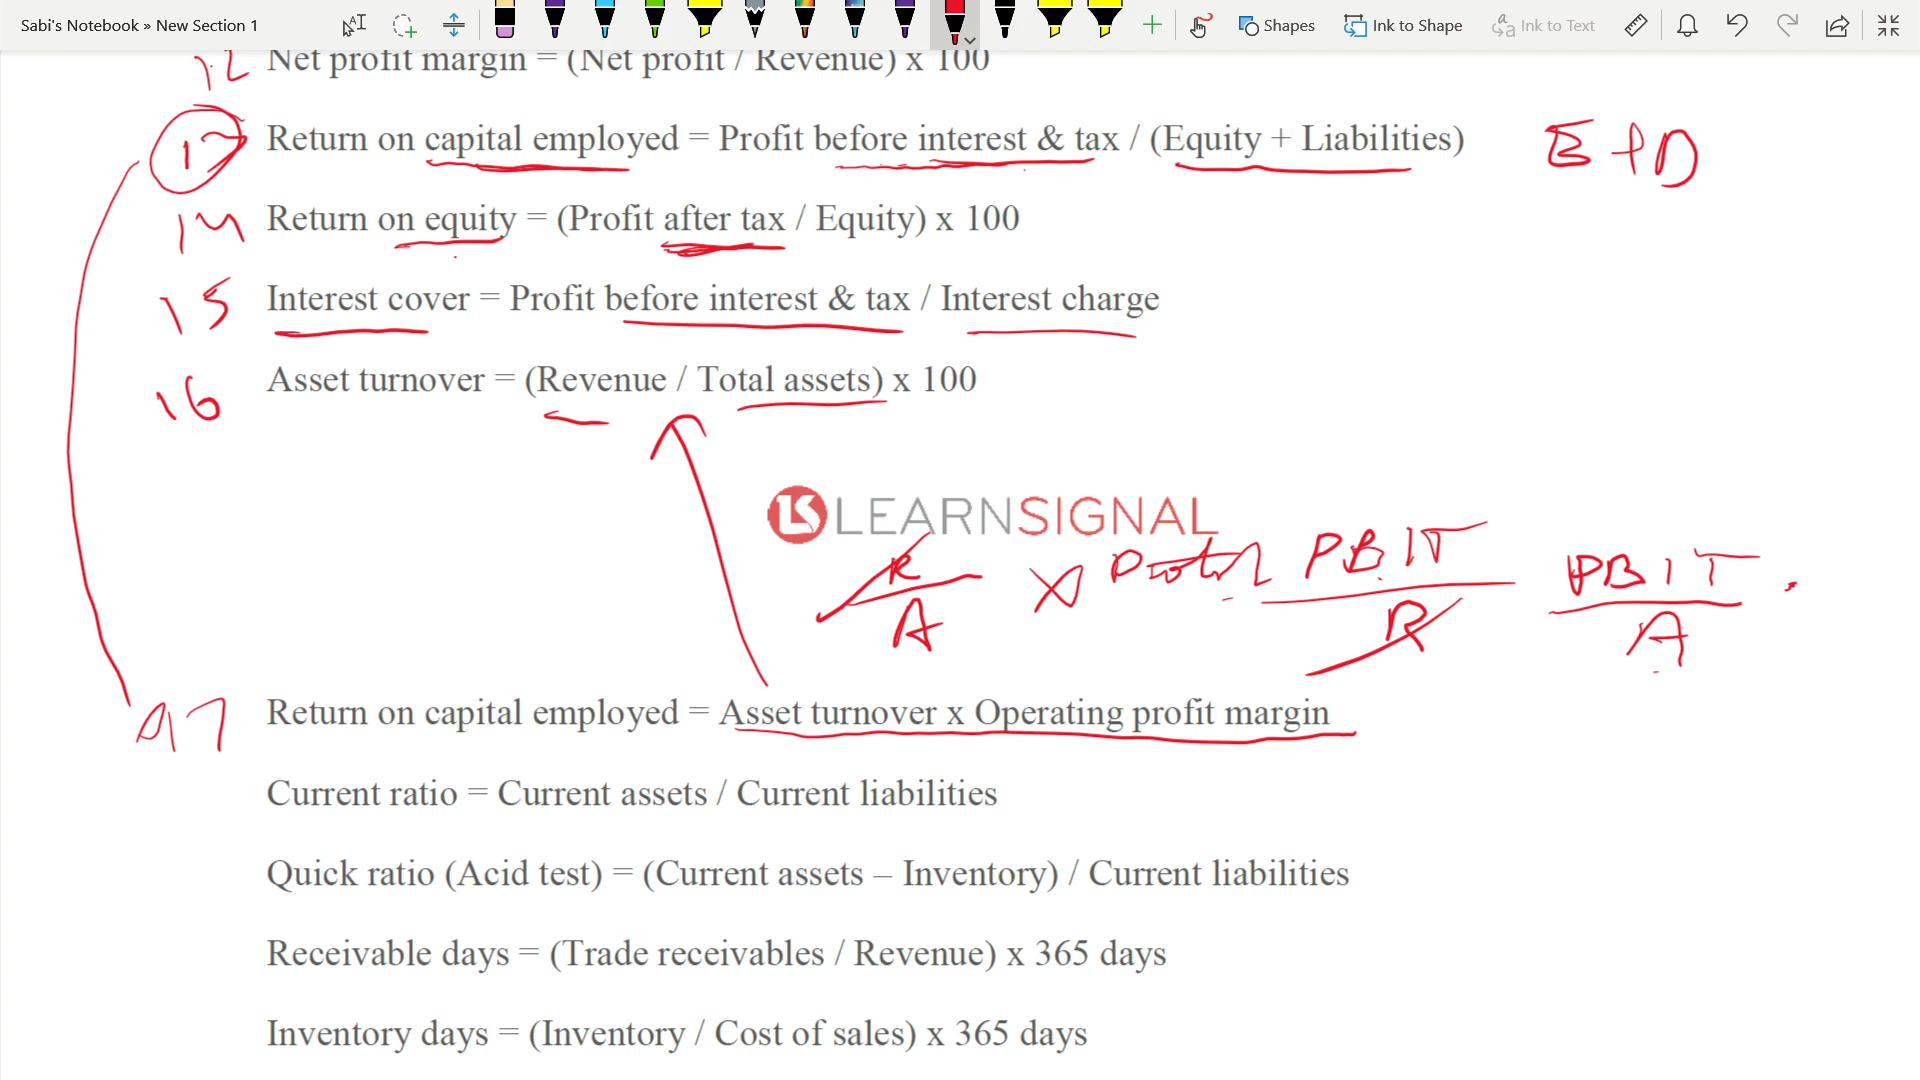 Sabi's Notebook » New Section 1 Shapes Ink to Shape Ink to Text
12 Net profit margin = (Net profit / Revenue) x 100
Return on capital employed = Profit before interest & tax / (Equity + Liabilities) E+D
14 Return on equity = (Profit after tax / Equity) x 100
15 Interest cover = Profit before interest & tax / Interest charge
16 Asset turnover = (Revenue / Total assets) x 100
LEARNSIGNAL
R/A x PBIT/R PBIT/A
17 Return on capital employed = Asset turnover x Operating profit margin
Current ratio = Current assets / Current liabilities
Quick ratio (Acid test) = (Current assets – Inventory) / Current liabilities
Receivable days = (Trade receivables / Revenue) x 365 days
Inventory days = (Inventory / Cost of sales) x 365 days